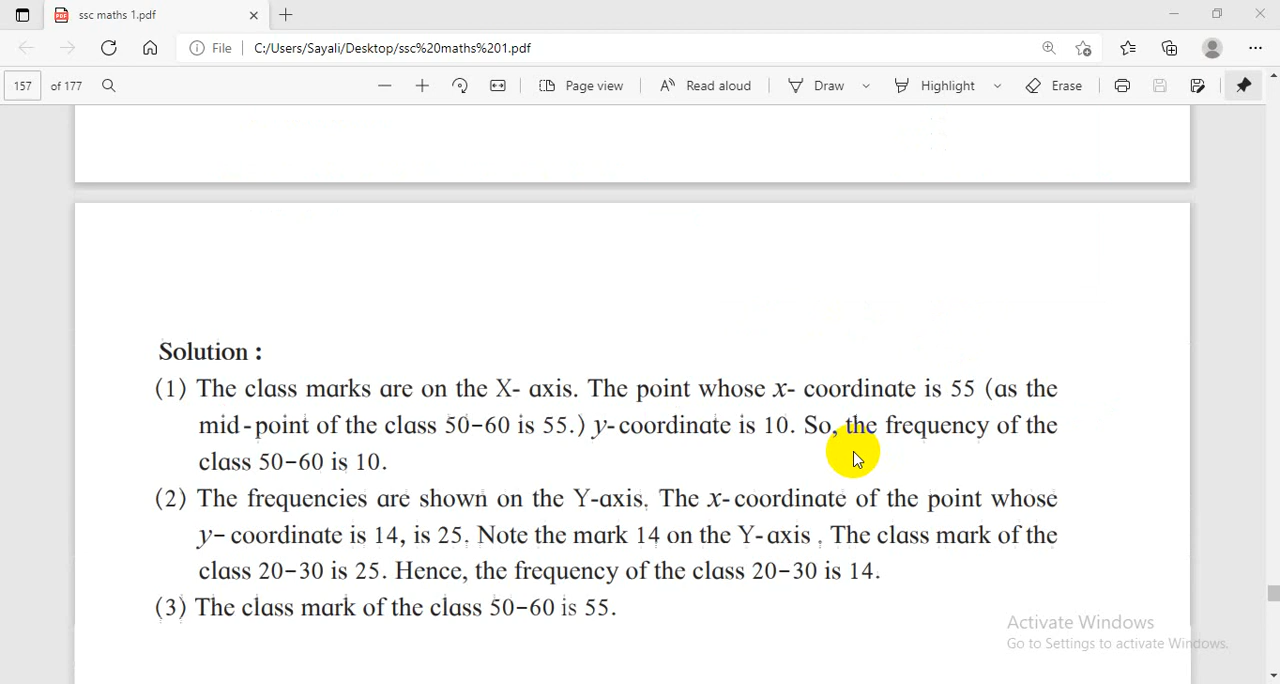 ssc maths 1.pdf
File C:/Users/Sayali/Desktop/ssc%20maths%201.pdf
157 of 177 Page view Read aloud Draw Highlight Erase
Solution :
(1) The class marks are on the X- axis. The point whose x- coordinate is 55 (as the
mid-point of the class 50-60 is 55.) y-coordinate is 10. So, the frequency of the
class 50-60 is 10.
(2) The frequencies are shown on the Y-axis. The x-coordinate of the point whose
y-coordinate is 14, is 25. Note the mark 14 on the Y-axis . The class mark of the
class 20-30 is 25. Hence, the frequency of the class 20-30 is 14.
(3) The class mark of the class 50-60 is 55.
Activate Windows
Go to Settings to activate Windows.